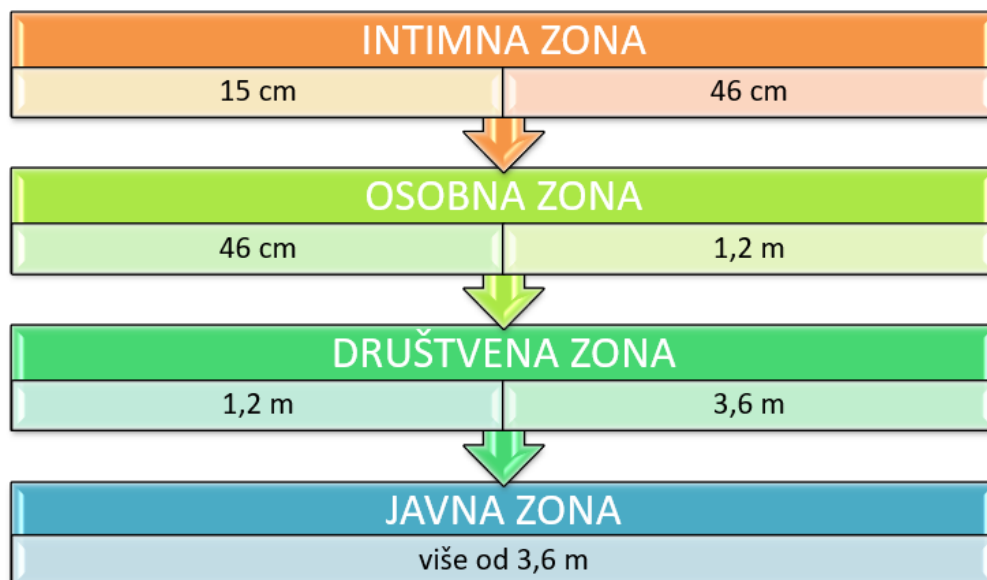 INTIMNA ZONA
15 cm 46 cm
OSOBNA ZONA
46 cm 1,2 m
DRUŠTVENA ZONA
1,2 m 3,6 m
JAVNA ZONA
više od 3,6 m